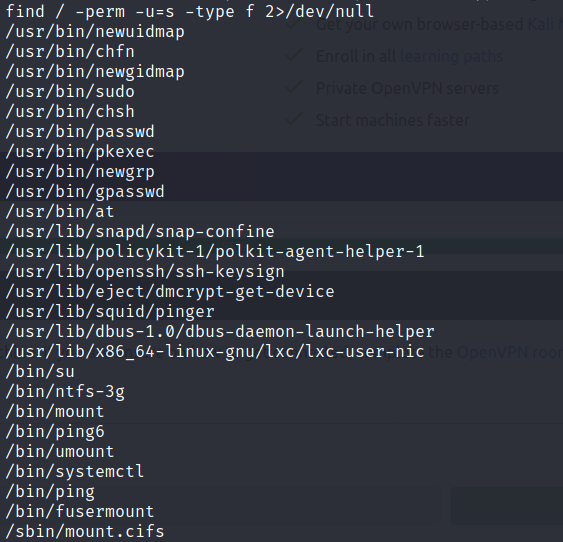 find / -perm -u=s -type f 2>/dev/null
/usr/bin/newuidmap
Get your own browser-based Kali
/usr/bin/chfn
Enroll in all learning paths
/usr/bin/newgidmap
/usr/bin/sudo
Private OpenVPN servers
/usr/bin/chsh
Start machines faster
/usr/bin/passwd
/usr/bin/pkexec
/usr/bin/newgrp
/usr/bin/gpasswd
/usr/bin/at
/usr/lib/snapd/snap-confine
/usr/lib/policykit-1/polkit-agent-helper-1
/usr/lib/openssh/ssh-keysign
/usr/lib/eject/dmcrypt-get-device
/usr/lib/squid/pinger
/usr/lib/dbus-1.0/dbus-daemon-launch-helper
/usr/lib/x86_64-linux-gnu/lxc/lxc-user-nic
the OpenVPN room
/bin/su
/bin/ntfs-3g
/bin/mount
/bin/ping6
/bin/umount
/bin/systemctl
/bin/ping
/bin/fusermount
/sbin/mount.cifs